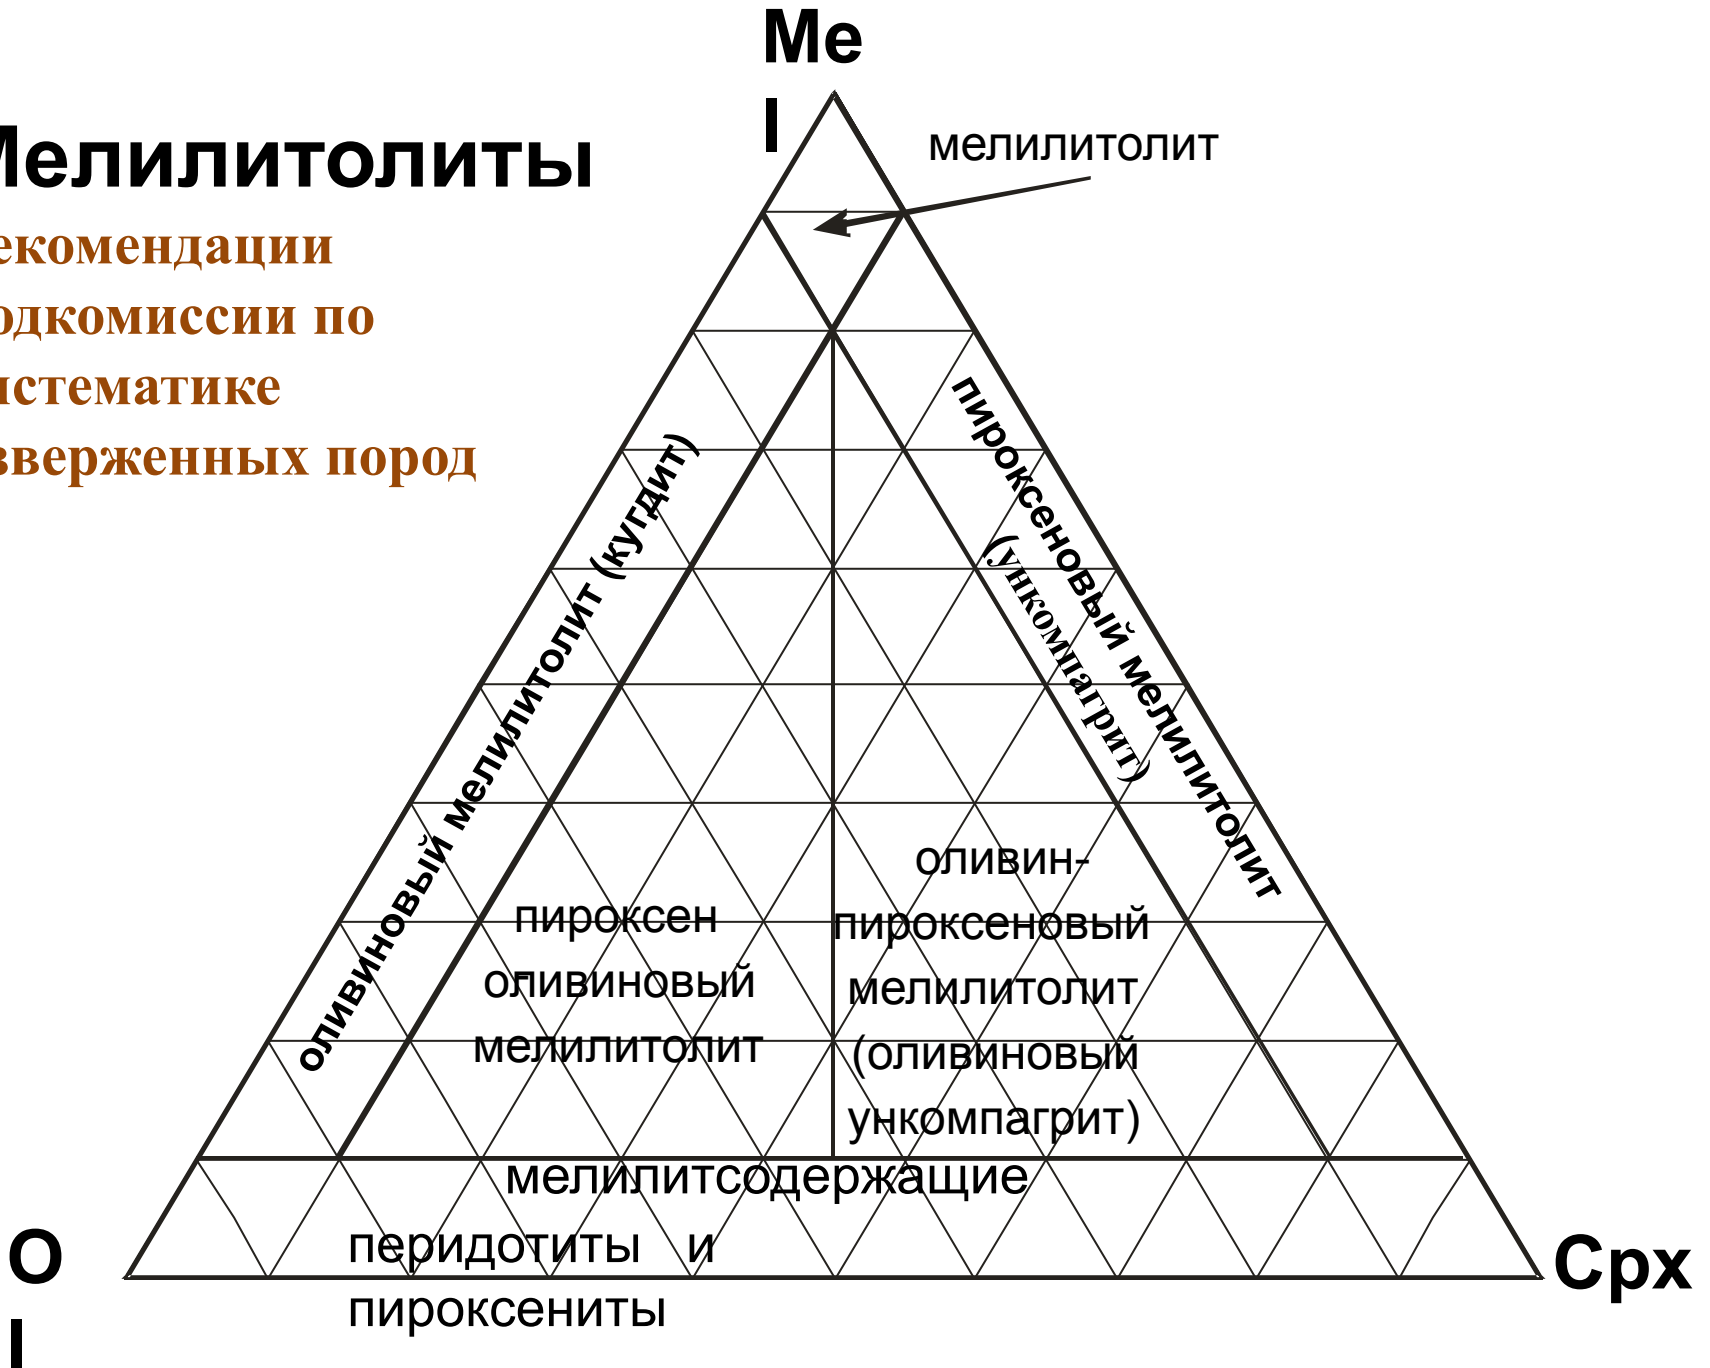 Me
l
мелилитолит
Мелилитолиты
екомендации
одкомиссии по
истематике
зверженных пород
оливиновый мелилитолит (кугдит)
пироксеновый мелилитолит
(ункомпагрит)
пироксен
оливиновый
мелилитолит
оливин-
пироксеновый
мелилитолит
(оливиновый
ункомпагрит)
мелилитсодержащие
перидотиты и
пироксениты
O
l
Cpx